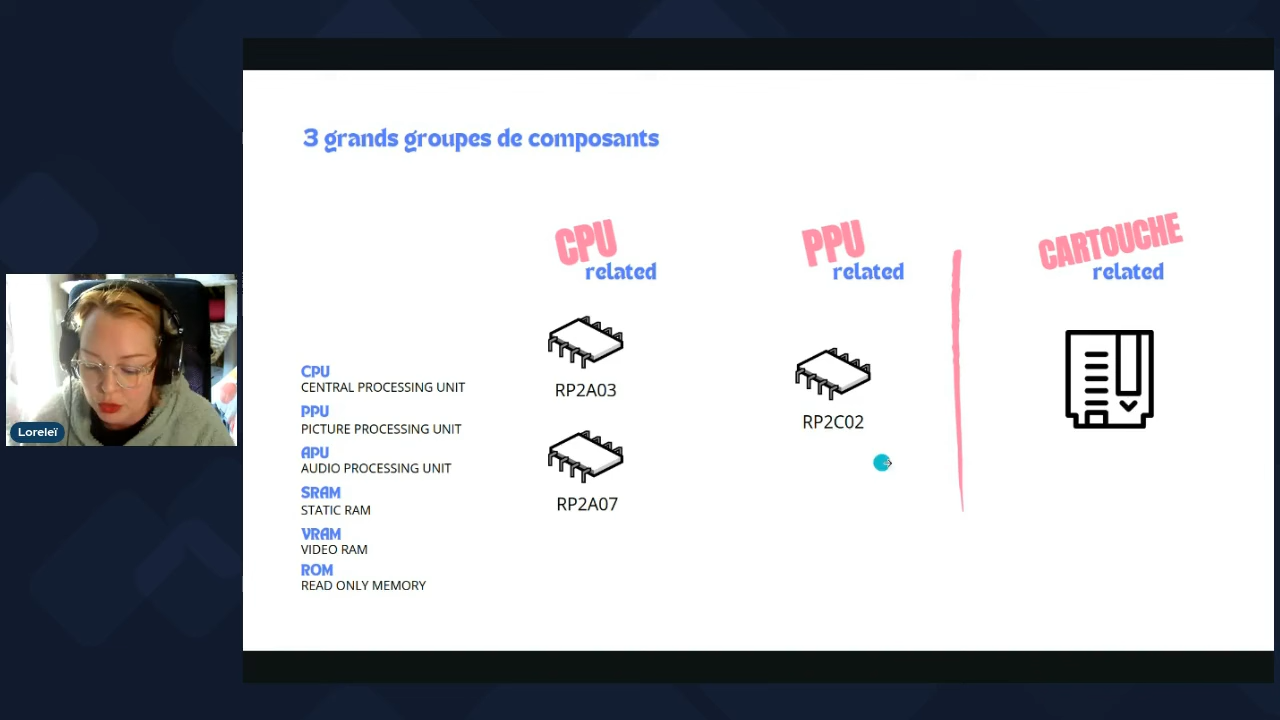 3 grands groupes de composants
CPU
related
PPU
related
CARTOUCHE
related
RP2A03
RP2C02
RP2A07
CPU
CENTRAL PROCESSING UNIT
PPU
PICTURE PROCESSING UNIT
APU
AUDIO PROCESSING UNIT
SRAM
STATIC RAM
VRAM
VIDEO RAM
ROM
READ ONLY MEMORY
Loreleï